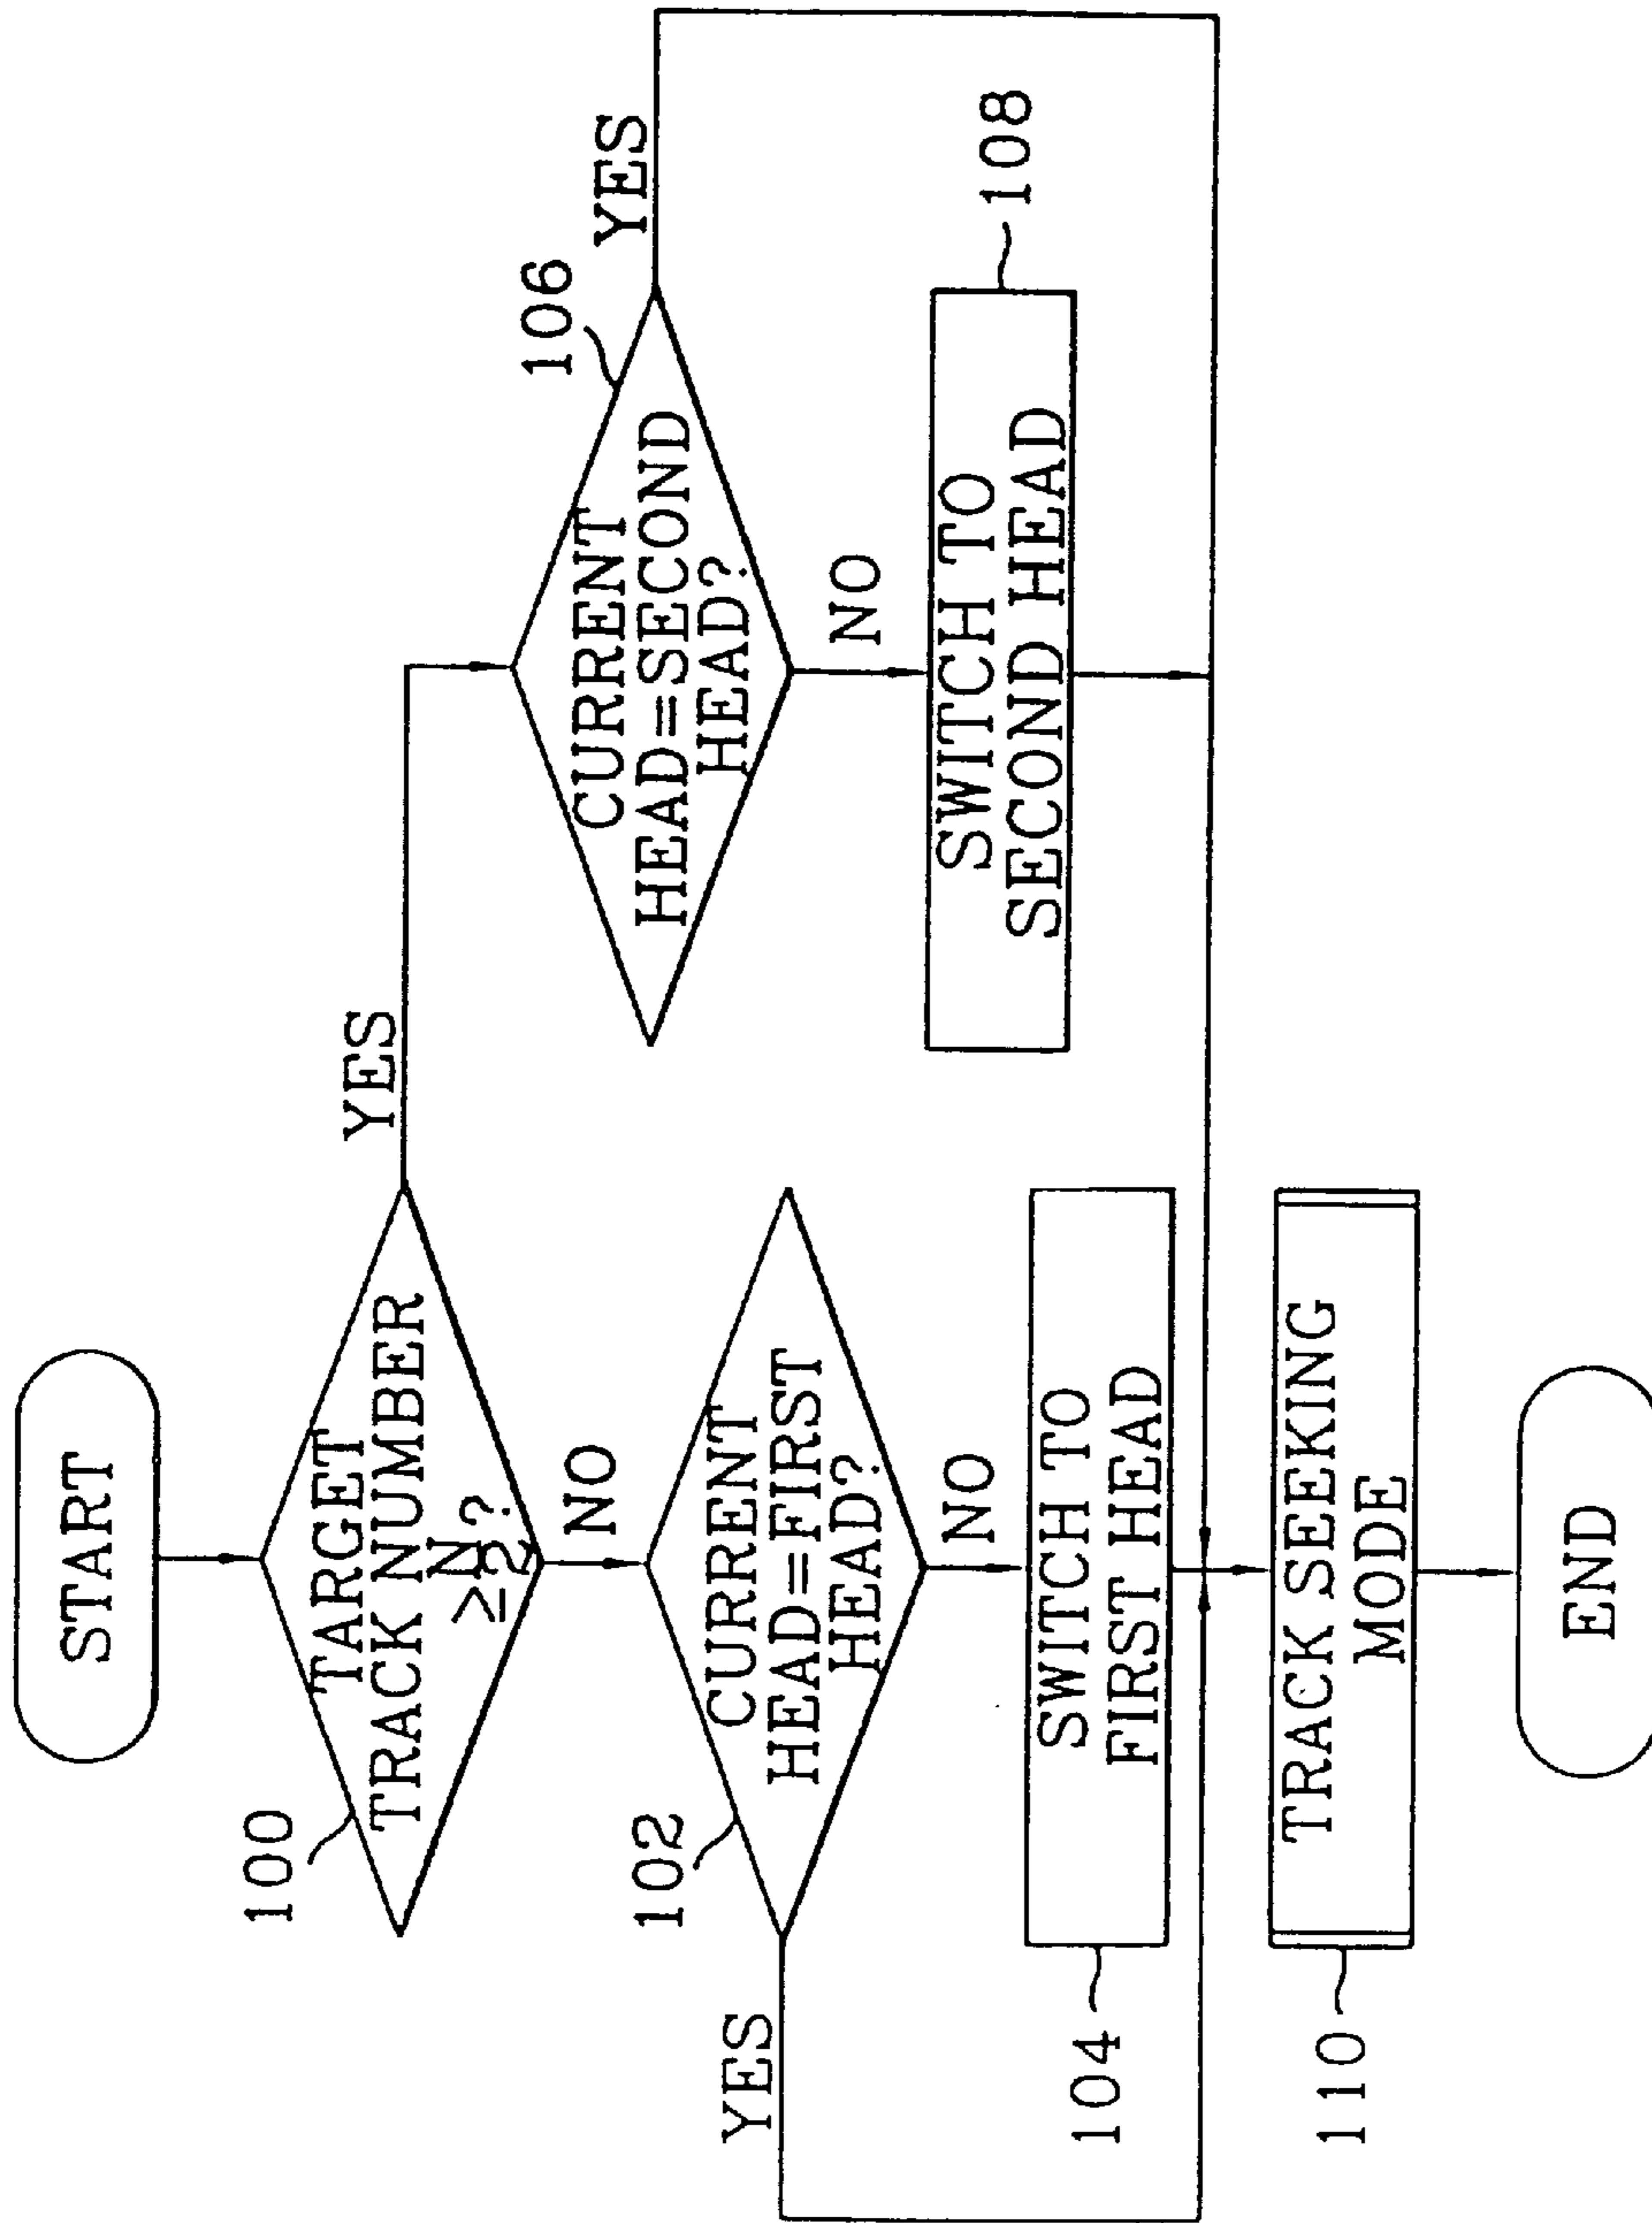 START
100
TARGET
TRACK NUMBER
≥N/2?
YES
NO
102
CURRENT
HEAD=FIRST
HEAD?
YES
NO
104
SWITCH TO
FIRST HEAD
106
CURRENT
HEAD=SECOND
HEAD?
YES
NO
108
SWITCH TO
SECOND HEAD
110
TRACK SEEKING
MODE
END